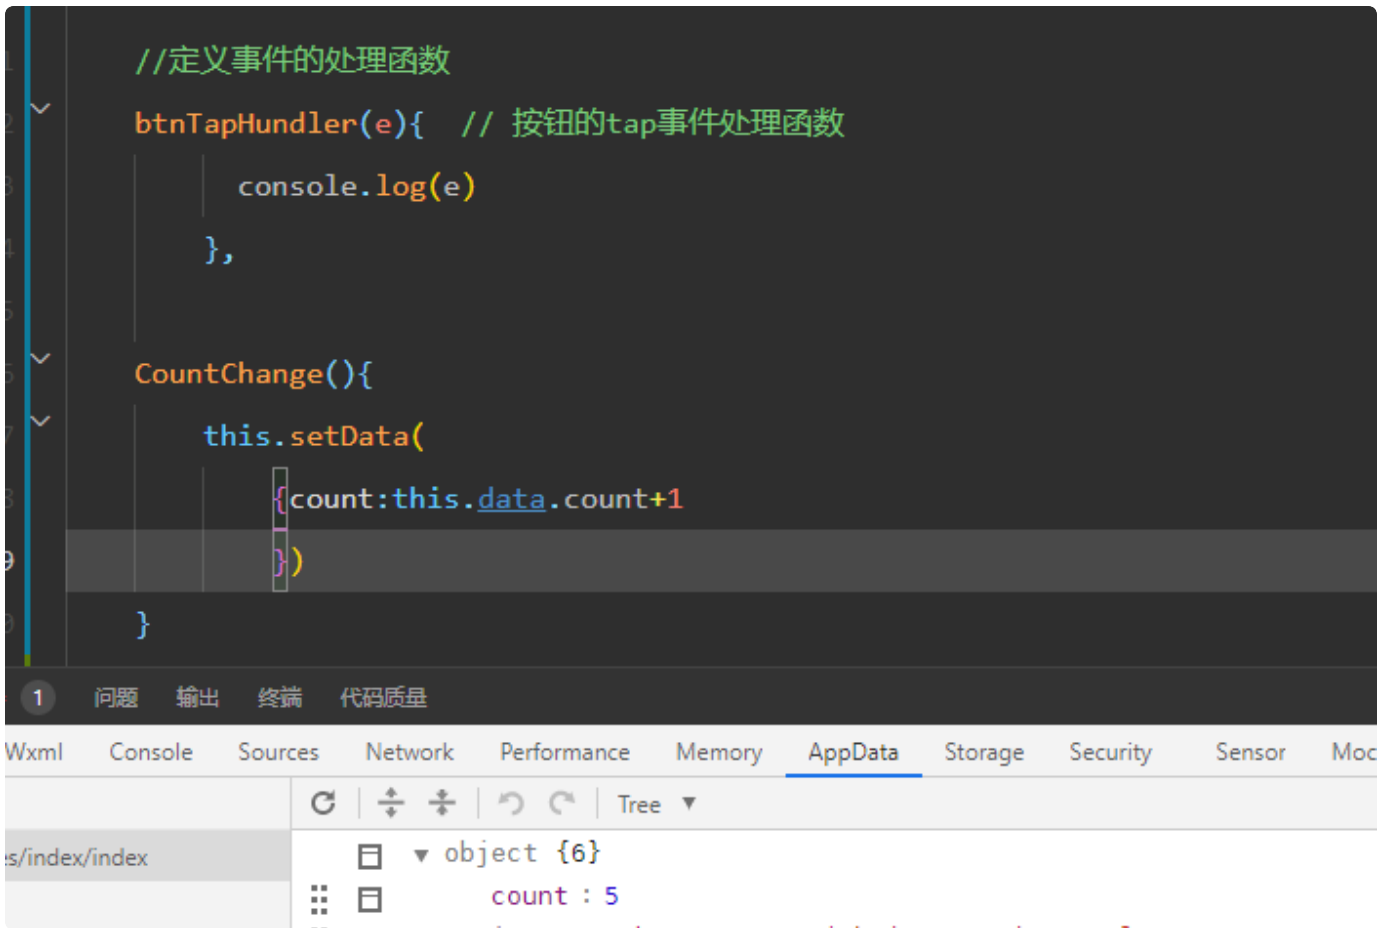 //定义事件的处理函数
btnTapHundler(e){  // 按钮的tap事件处理函数
console.log(e)
},
CountChange(){
this.setData(
{count:this.data.count+1
})
}
1 问题 输出 终端 代码质量
Wxml Console Sources Network Performance Memory AppData Storage Security Sensor Moc
Tree
es/index/index
object {6}
count : 5